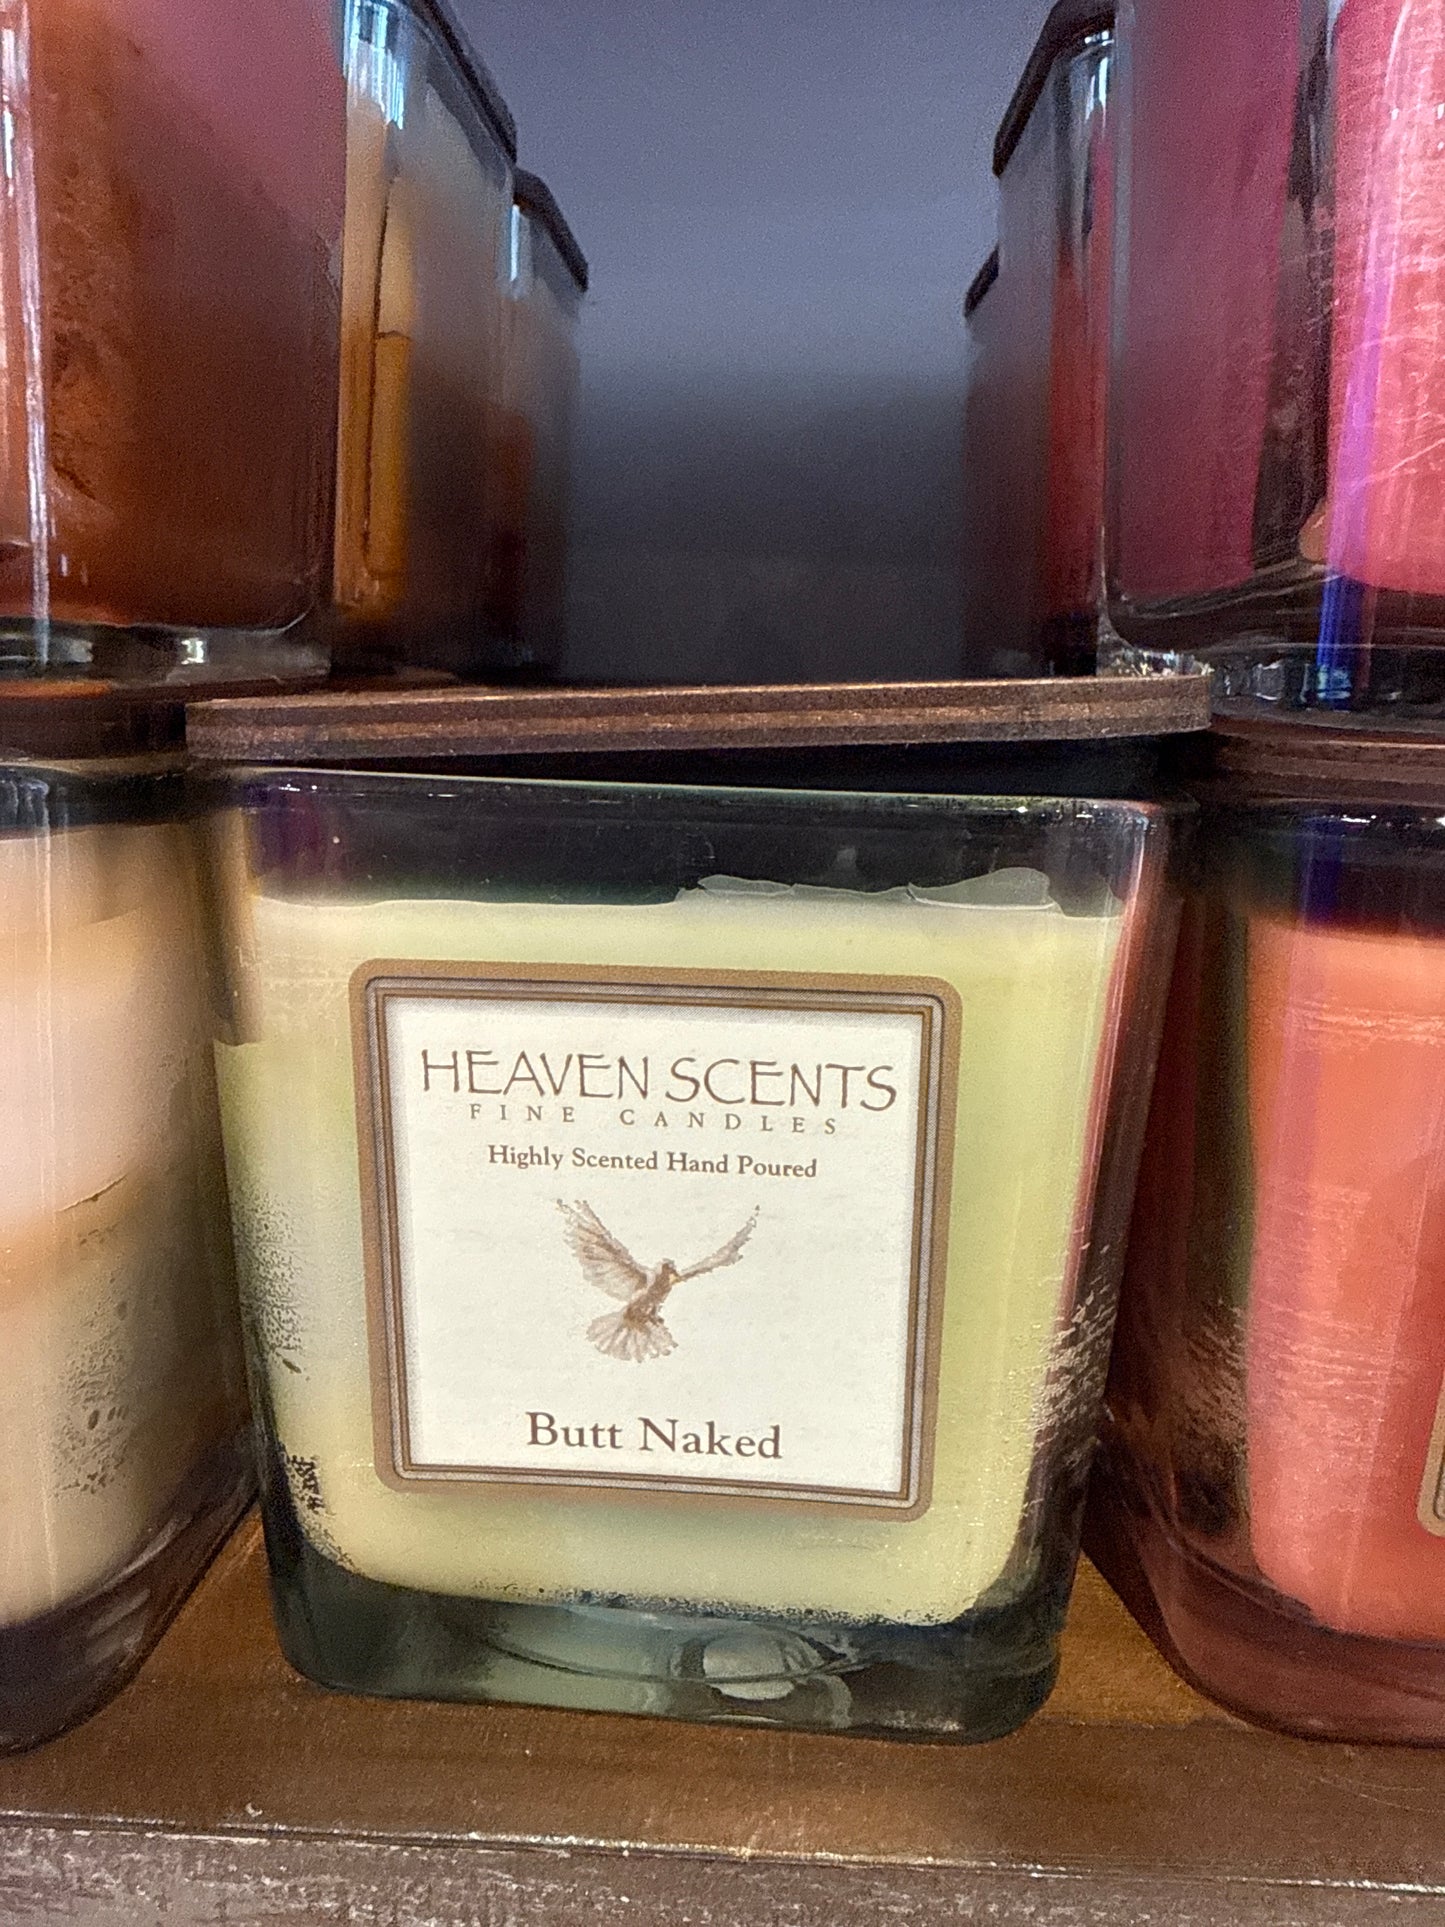 HEAVEN SCENTS
FINE CANDLES
Highly Scented Hand Poured
Butt Naked